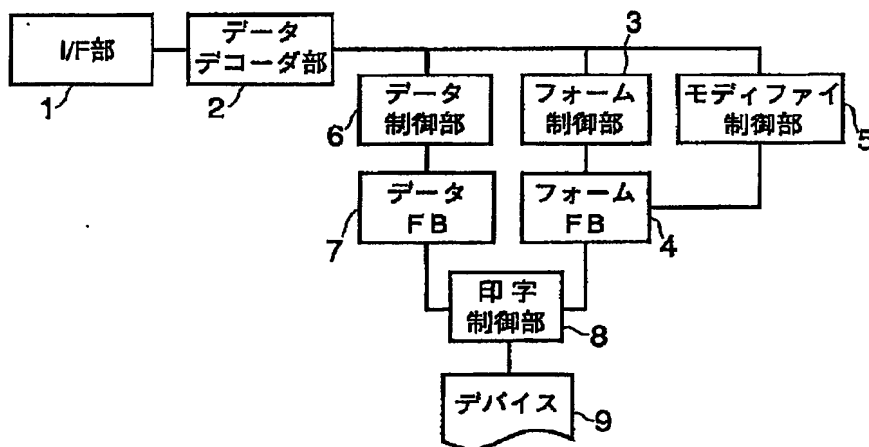 I/F部
1
データ
デコーダ部
2
3
データ
制御部
6
フォーム
制御部
モディファイ
制御部
5
データ
FB
7
フォーム
FB
4
印字
制御部
8
デバイス
9